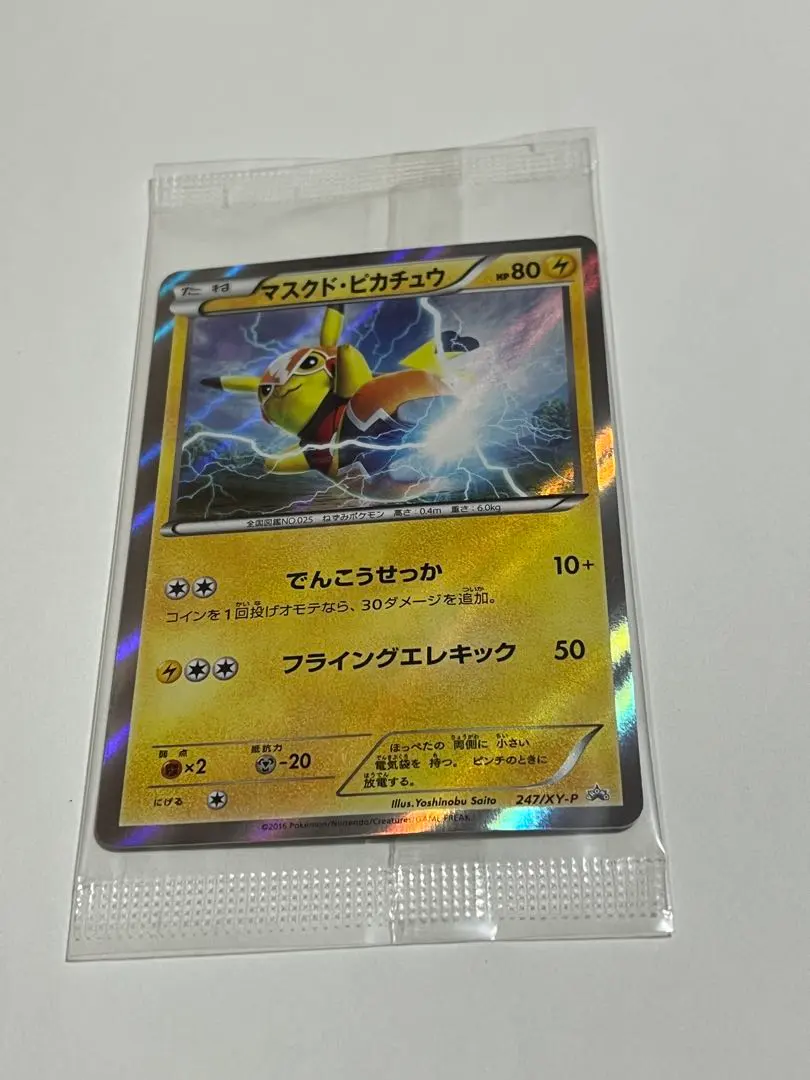 たね マスクド・ピカチュウ HP80
全国図鑑NO.025 ねずみポケモン 高さ:0.4m 重さ:6.0kg
でんこうせっか 10+
コインを1回投げオモテなら、30ダメージを追加。
フライングエレキック 50
弱点 抵抗力
×2 -20
にげる
ほっぺたの 両側に 小さい
電気袋を 持つ。 ピンチのときに
放電する。
Illus.Yoshinobu Saito 247/XY-P
©2016 Pokémon/Nintendo/Creatures/GAME FREAK.